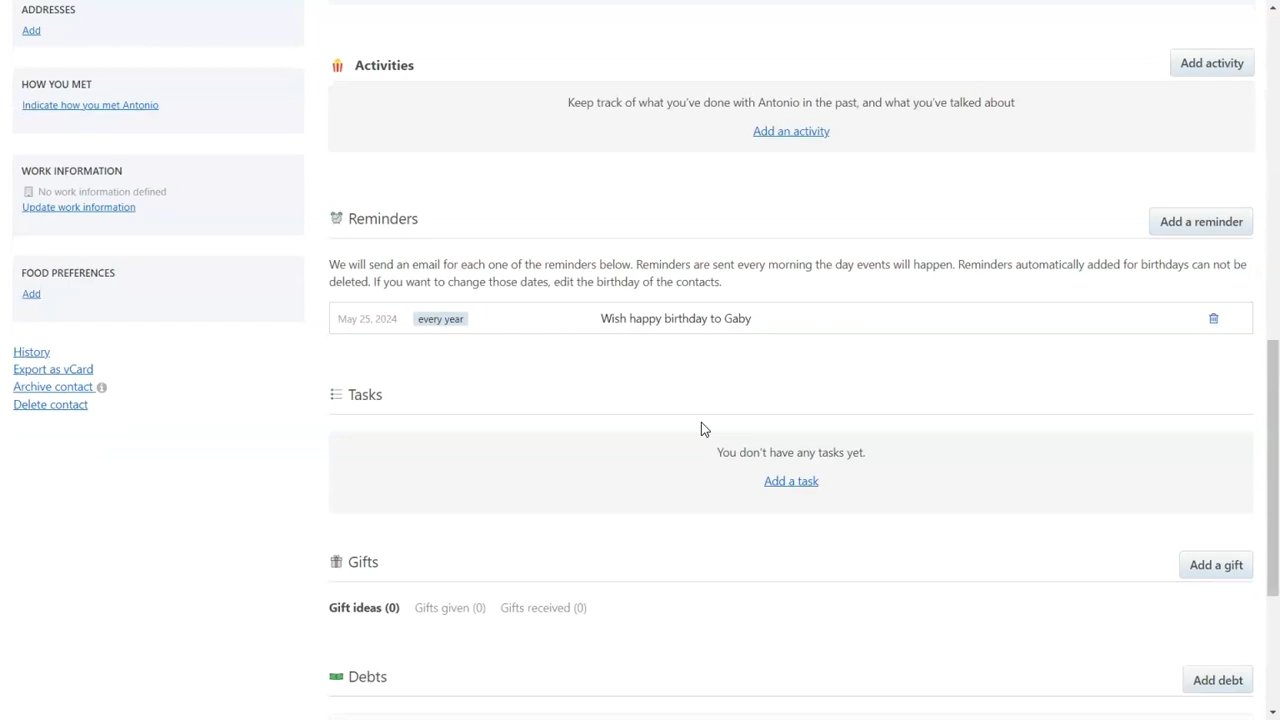 ADDRESSES
Add
HOW YOU MET
Indicate how you met Antonio
WORK INFORMATION
No work information defined
Update work information
FOOD PREFERENCES
Add
History
Export as vCard
Archive contact
Delete contact
Activities
Add activity
Keep track of what you've done with Antonio in the past, and what you've talked about
Add an activity
Reminders
Add a reminder
We will send an email for each one of the reminders below. Reminders are sent every morning the day events will happen. Reminders automatically added for birthdays can not be
deleted. If you want to change those dates, edit the birthday of the contacts.
May 25, 2024 every year Wish happy birthday to Gaby
Tasks
You don't have any tasks yet.
Add a task
Gifts
Add a gift
Gift ideas (0) Gifts given (0) Gifts received (0)
Debts
Add debt